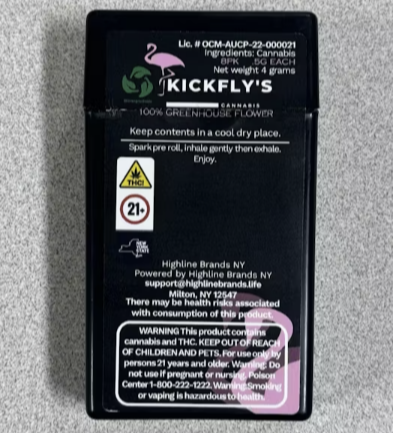 Lic. # OCM-AUCP-22-000021
Ingredients: Cannabis
8PK .5G EACH
Net weight 4 grams
KICKFLY'S
CANNABIS
100% GREENHOUSE FLOWER
Keep contents in a cool dry place.
Spark pre roll, inhale gently then exhale.
Enjoy.
THC!
21+
NEW
YORK
STATE
Highline Brands NY
Powered by Highline Brands NY
support@highlinebrands.life
Milton, NY 12547
There may be health risks associated
with consumption of this product.
WARNING This product contains
cannabis and THC. KEEP OUT OF REACH
OF CHILDREN AND PETS. For use only by
persons 21 years and older. Warning. Do
not use if pregnant or nursing. Poison
Center 1-800-222-1222. Warning: Smoking
or vaping is hazardous to health.